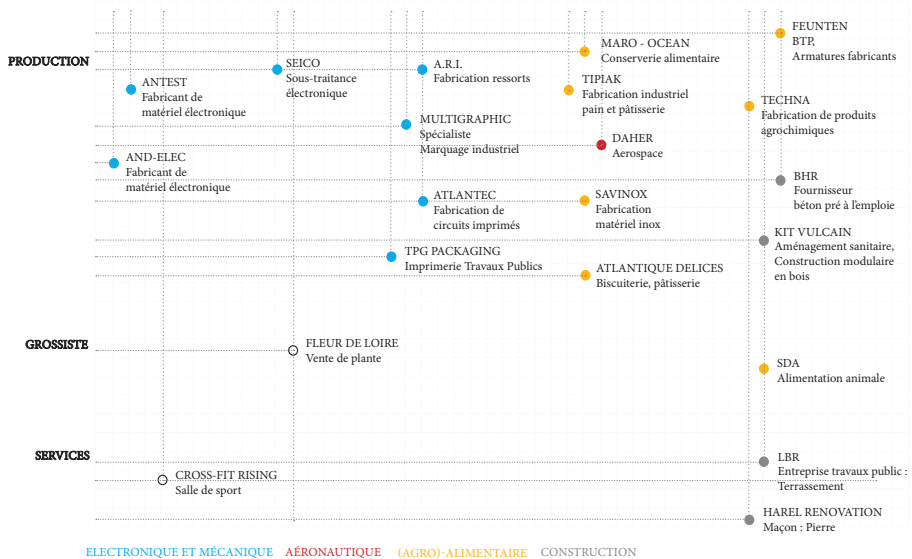 PRODUCTION
FEUNTEN
BTP,
Armatures fabricants
MARO - OCEAN
Conserverie alimentaire
SEICO
Sous-traitance
électronique
A.R.I.
Fabrication ressorts
ANTEST
Fabricant de
matériel électronique
TIPIAK
Fabrication industriel
pain et pâtisserie
TECHNA
Fabrication de produits
agrochimiques
MULTIGRAPHIC
Spécialiste
Marquage industriel
DAHER
Aerospace
AND-ELEC
Fabricant de
matériel électronique
BHR
Fournisseur
béton pré à l'emploie
ATLANTEC
Fabrication de
circuits imprimés
SAVINOX
Fabrication
matériel inox
KIT VULCAIN
Aménagement sanitaire,
Construction modulaire
en bois
TPG PACKAGING
Imprimerie Travaux Publics
ATLANTIQUE DELICES
Biscuiterie, pâtisserie
GROSSISTE
FLEUR DE LOIRE
Vente de plante
SDA
Alimentation animale
SERVICES
LBR
Entreprise travaux public :
Terrassement
CROSS-FIT RISING
Salle de sport
HAREL RENOVATION
Maçon : Pierre
ELECTRONIQUE ET MÉCANIQUE AÉRONAUTIQUE (AGRO)-ALIMENTAIRE CONSTRUCTION